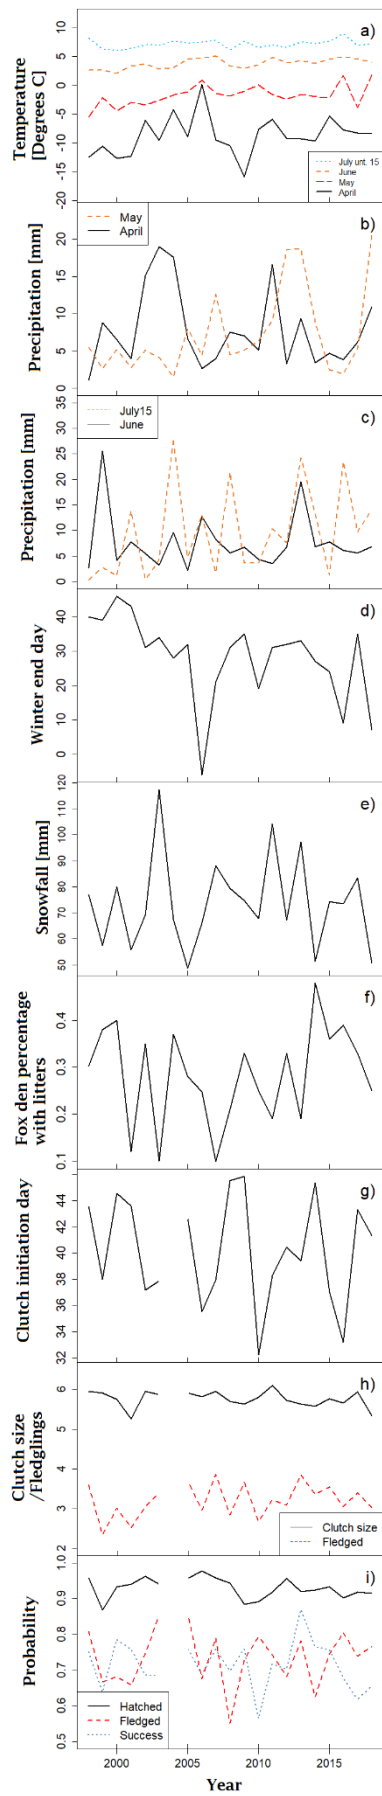 a)
Temperature
[Degrees C]
10
5
0
-5
-10
-15
-20
July unt. 15
June
May
April
b)
Precipitation [mm]
20
15
10
5
0
May
April
c)
Precipitation [mm]
35
30
25
20
15
10
5
0
July15
June
d)
Winter end day
40
30
20
10
0
e)
Snowfall [mm]
120
100
90
80
70
60
50
f)
Fox den percentage
with litters
0.4
0.3
0.2
0.1
g)
Clutch initiation day
44
42
40
38
36
34
32
h)
Clutch size
/Fledglings
6
5
4
3
2
Clutch size
Fledged
i)
Probability
1.0
0.9
0.8
0.7
0.6
0.5
Hatched
Fledged
Success
2000
2005
2010
2015
Year